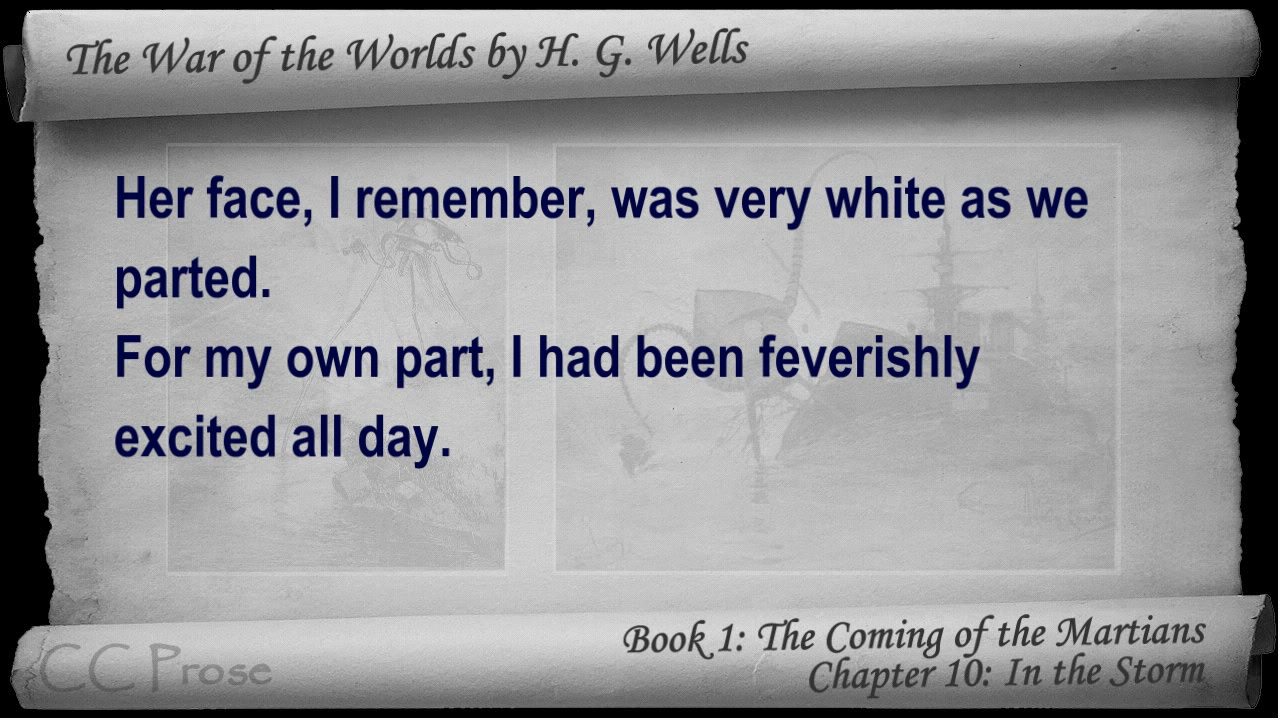 The War of the Worlds by H. G. Wells
Her face, I remember, was very white as we
parted.
For my own part, I had been feverishly
excited all day.
Book 1: The Coming of the Martians
Chapter 10: In the Storm
CC Prose